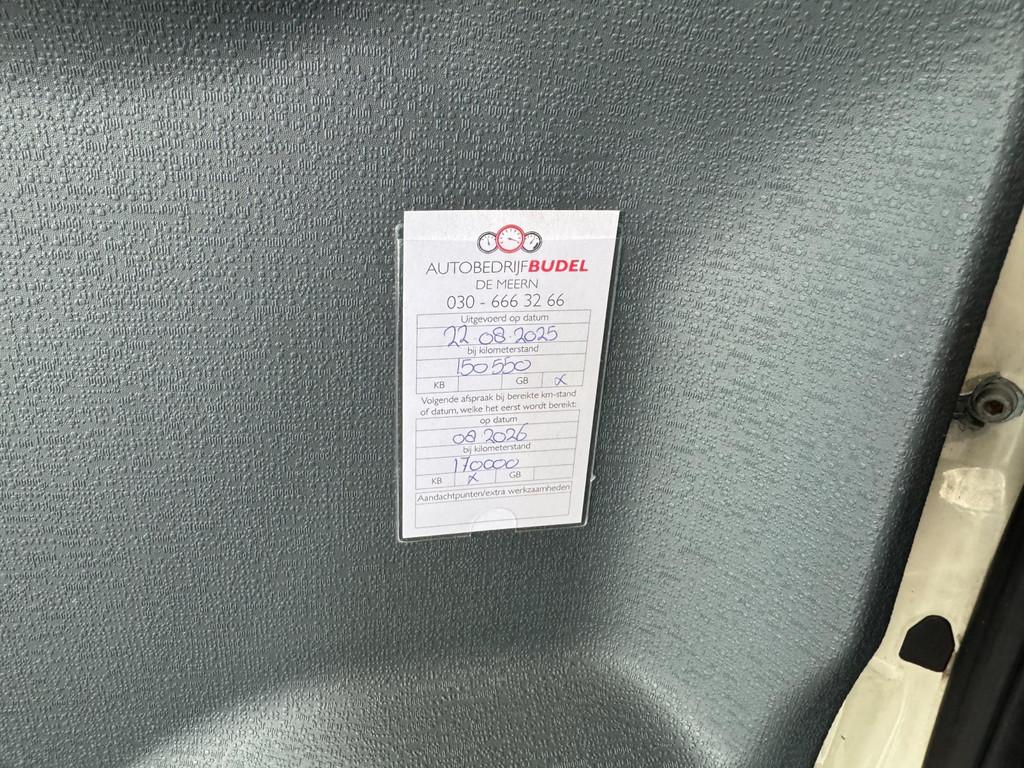 AUTOBEDRIJFBUDEL
DE MEERN
030 - 666 32 66
Uitgevoerd op datum
22 08 2025
bij kilometerstand
150 550
KB GB x
Volgende afspraak bij bereikte km-stand
of datum, welke het eerst wordt bereikt:
op datum
08 2026
bij kilometerstand
170000
KB x GB
Aandachtpunten/extra werkzaamheden